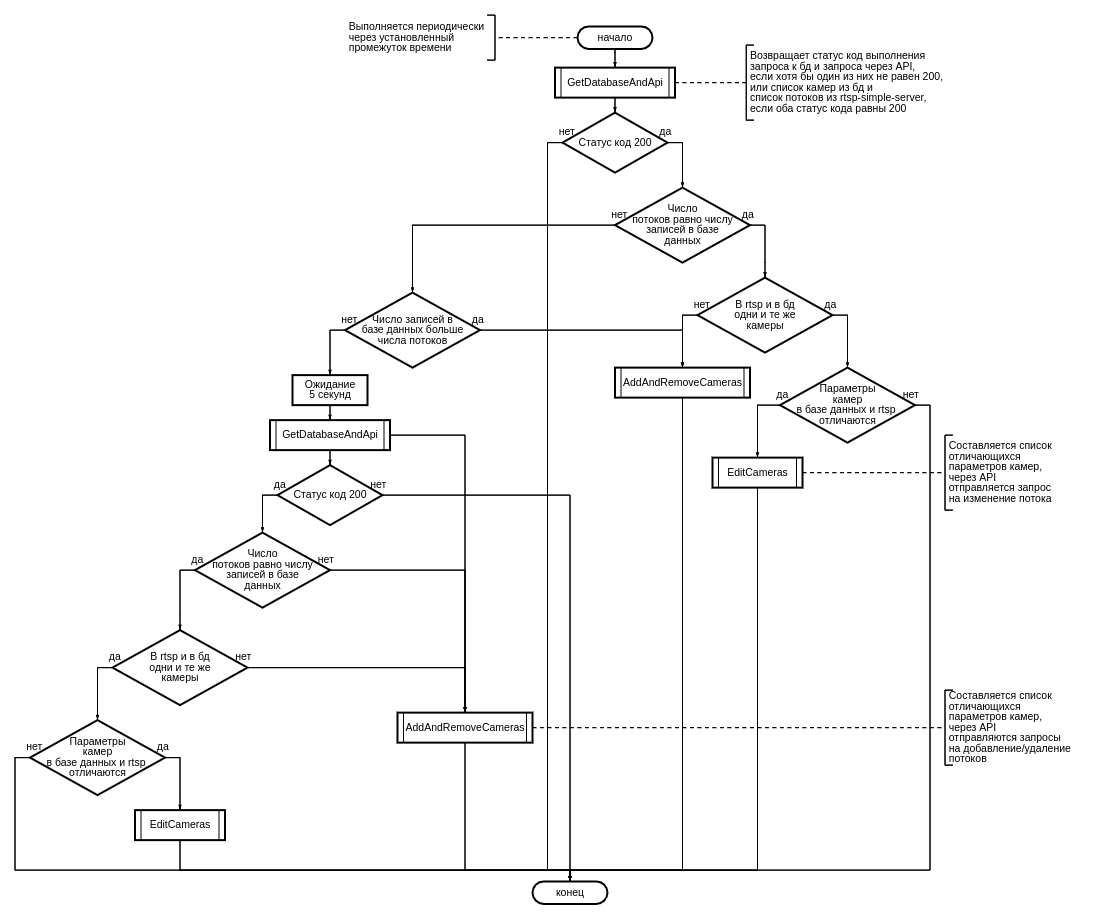 Выполняется периодически
через установленный
промежуток времени
начало
GetDatabaseAndApi
Возвращает статус код выполнения
запроса к бд и запроса через API,
если хотя бы один из них не равен 200,
или список камер из бд и
список потоков из rtsp-simple-server,
если оба статус кода равны 200
нет
да
Статус код 200
нет
да
Число
потоков равно числу
записей в базе
данных
нет
да
Число записей в
базе данных больше
числа потоков
нет
да
В rtsp и в бд
одни и те же
камеры
Ожидание
5 секунд
AddAndRemoveCameras
да
нет
Параметры
камер
в базе данных и rtsp
отличаются
GetDatabaseAndApi
EditCameras
Составляется список
отличающихся
параметров камер,
через API
отправляется запрос
на изменение потока
да
нет
Статус код 200
да
нет
Число
потоков равно числу
записей в базе
данных
да
нет
В rtsp и в бд
одни и те же
камеры
AddAndRemoveCameras
Составляется список
отличающихся
параметров камер,
через API
отправляются запросы
на добавление/удаление
потоков
нет
да
Параметры
камер
в базе данных и rtsp
отличаются
EditCameras
конец